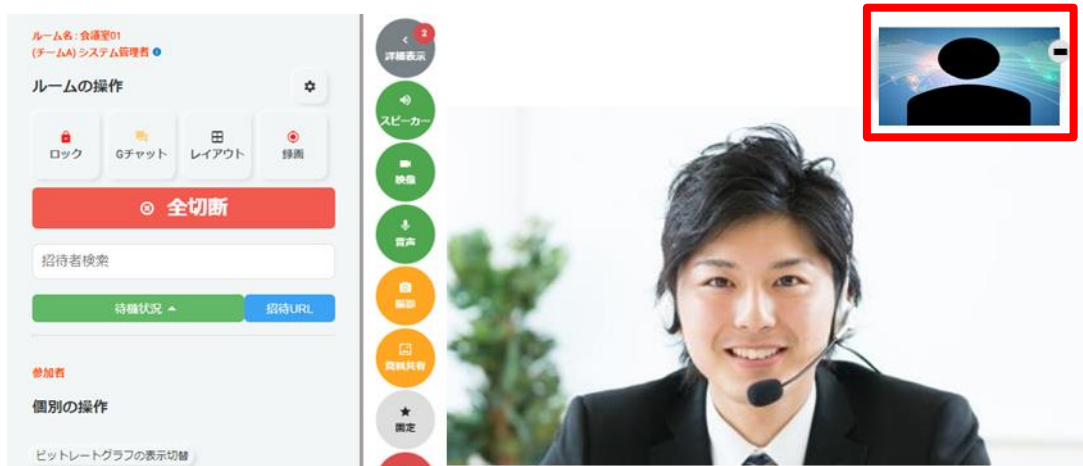 ルーム名 : 会議室01
(チームA) システム管理者
ルームの操作
ロック
Gチャット
レイアウト
録画
全切断
招待者検索
待機状況
招待URL
参加者
個別の操作
ビットレートグラフの表示切替
2
詳細表示
スピーカー
映像
音声
撮影
資料共有
固定